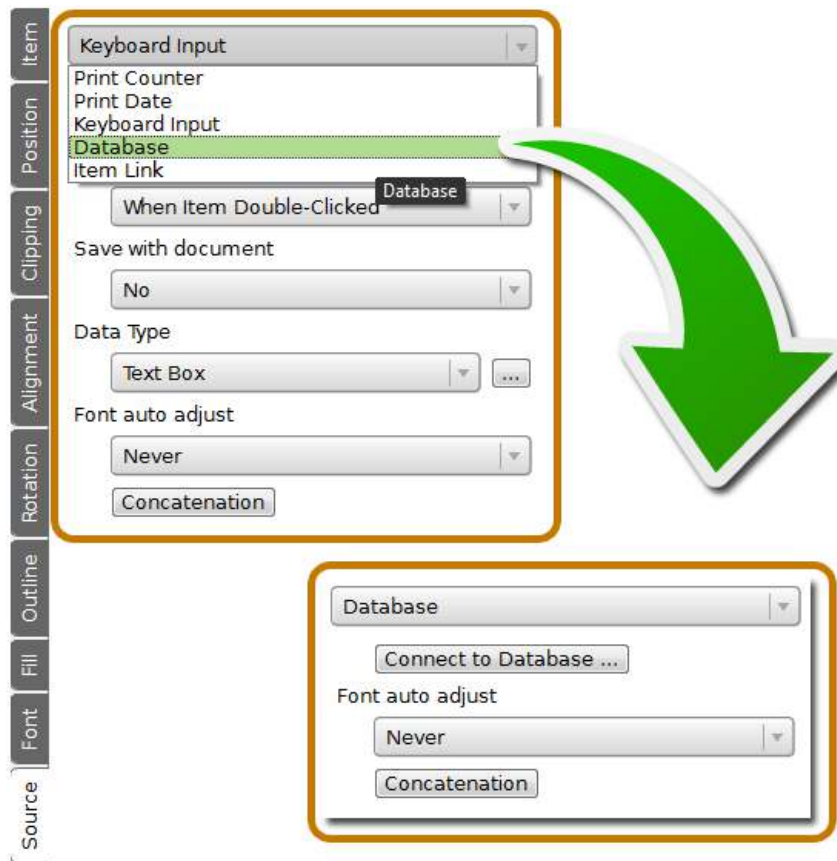 Item
Position
Clipping
Alignment
Rotation
Outline
Fill
Font
Source
Keyboard Input
Print Counter
Print Date
Keyboard Input
Database
Item Link
Database
When Item Double-Clicked
Save with document
No
Data Type
Text Box
...
Font auto adjust
Never
Concatenation
Database
Connect to Database ...
Font auto adjust
Never
Concatenation